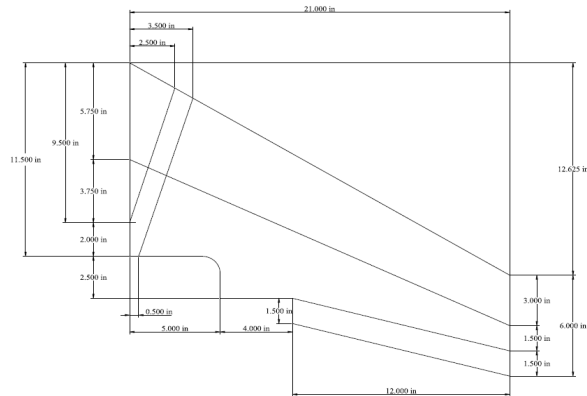 21.000 in
3.500 in
2.500 in
5.750 in
9.500 in
11.500 in
12.625 in
3.750 in
2.000 in
2.500 in
3.000 in
1.500 in
0.500 in
6.000 in
1.500 in
5.000 in
4.000 in
1.500 in
12.000 in